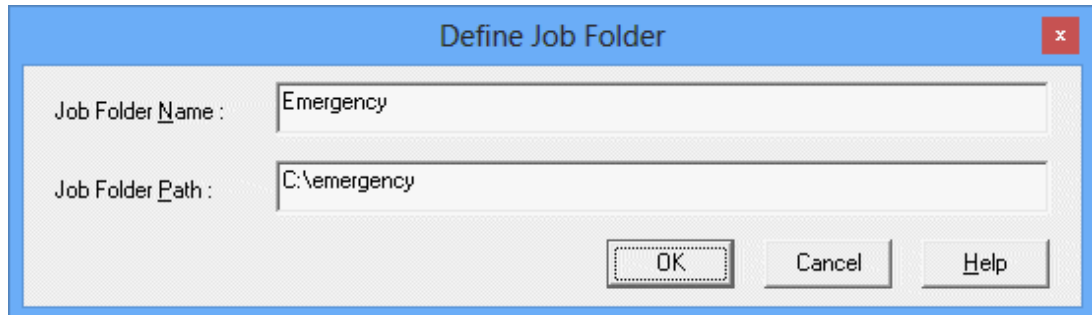 Define Job Folder
x
Job Folder Name :
Emergency
Job Folder Path :
C:\emergency
OK Cancel Help